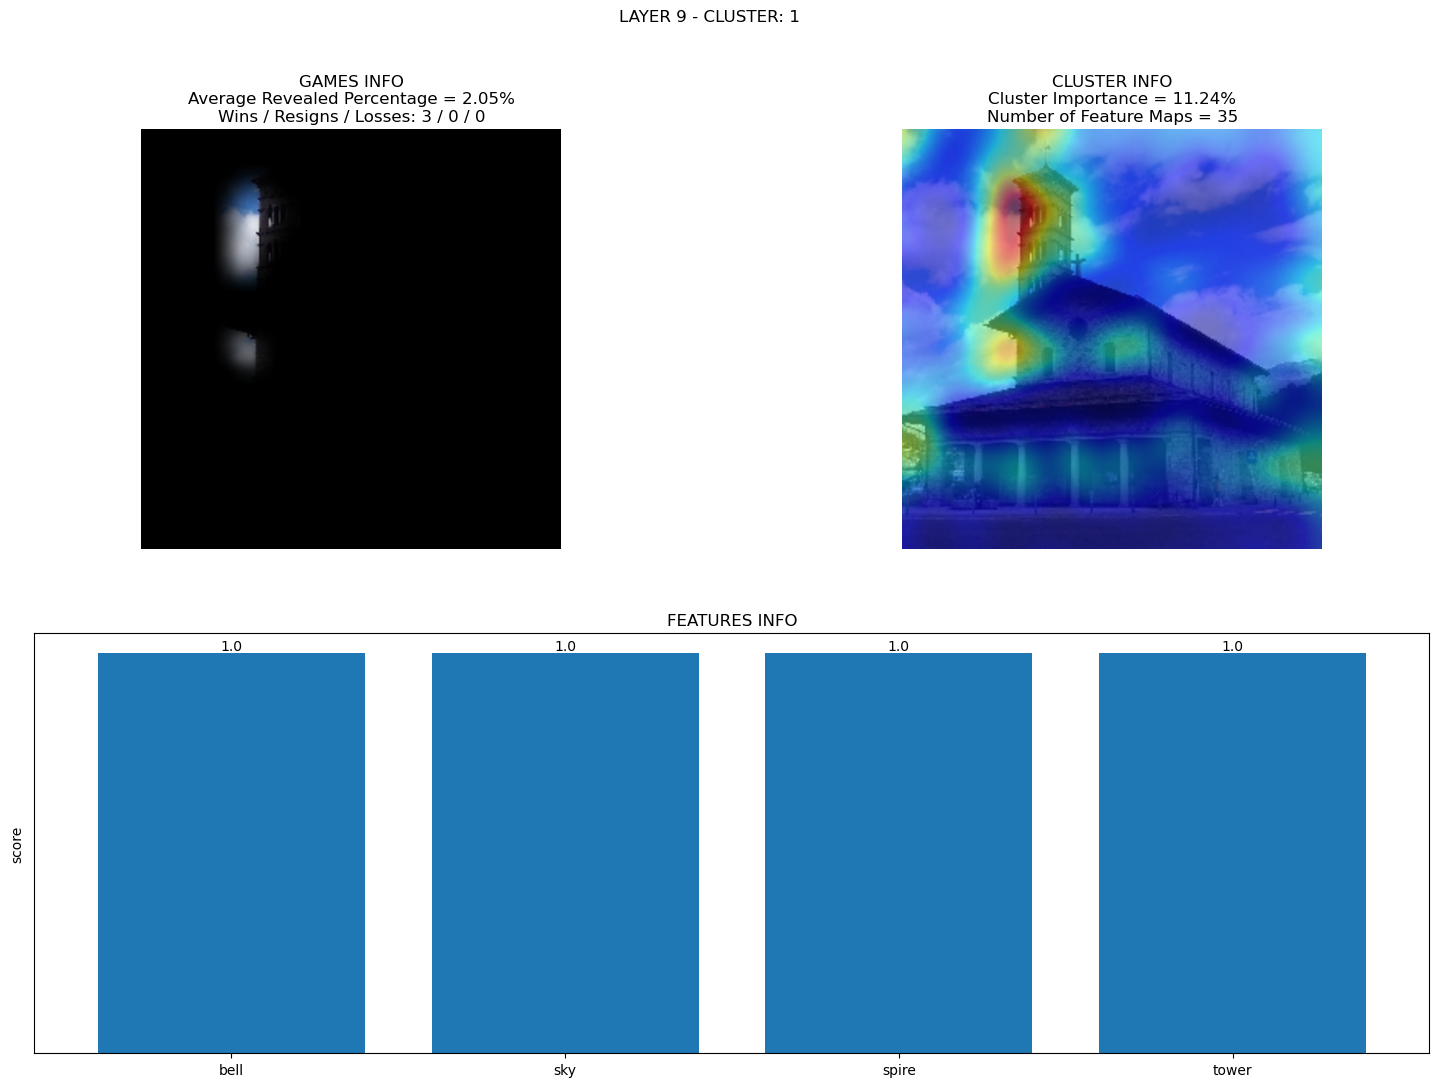 LAYER 9 - CLUSTER: 1
GAMES INFO
Average Revealed Percentage = 2.05%
Wins / Resigns / Losses: 3 / 0 / 0
CLUSTER INFO
Cluster Importance = 11.24%
Number of Feature Maps = 35
FEATURES INFO
1.0 1.0 1.0 1.0
score
bell sky spire tower